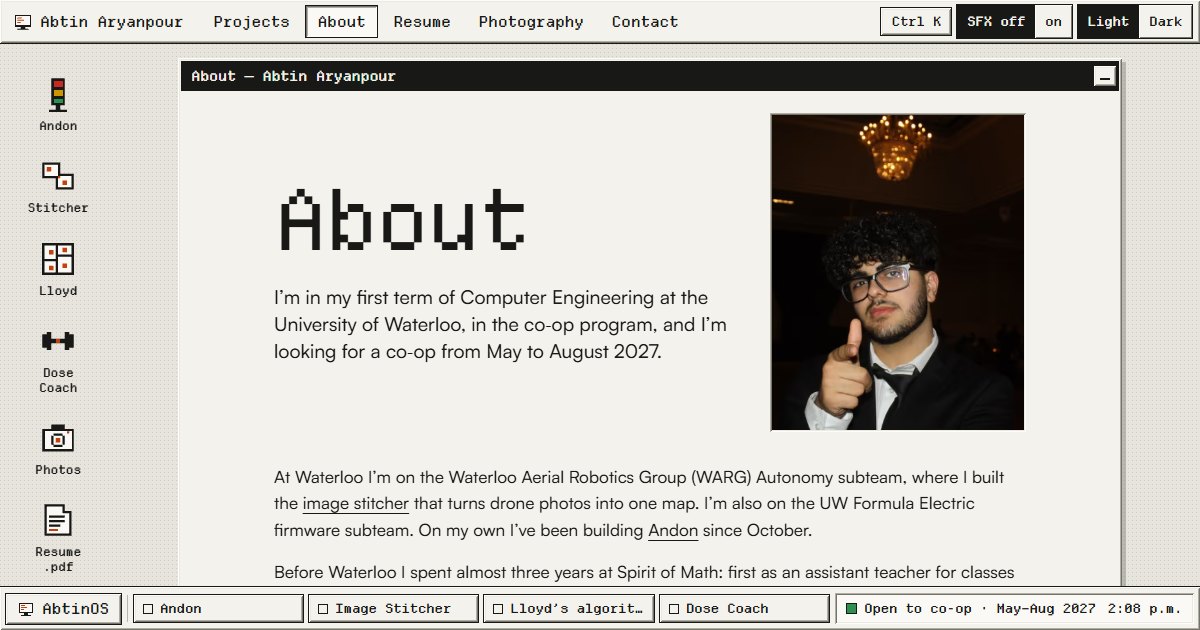 Abtin Aryanpour Projects About Resume Photography Contact Ctrl K SFX off on Light Dark
About — Abtin Aryanpour
Andon
Stitcher
Lloyd
Dose
Coach
Photos
Resume
.pdf
About
I'm in my first term of Computer Engineering at the
University of Waterloo, in the co-op program, and I'm
looking for a co-op from May to August 2027.
At Waterloo I'm on the Waterloo Aerial Robotics Group (WARG) Autonomy subteam, where I built
the image stitcher that turns drone photos into one map. I'm also on the UW Formula Electric
firmware subteam. On my own I've been building Andon since October.
Before Waterloo I spent almost three years at Spirit of Math: first as an assistant teacher for classes
AbtinOS Andon Image Stitcher Lloyd's algorit… Dose Coach Open to co-op · May–Aug 2027 2:08 p.m.